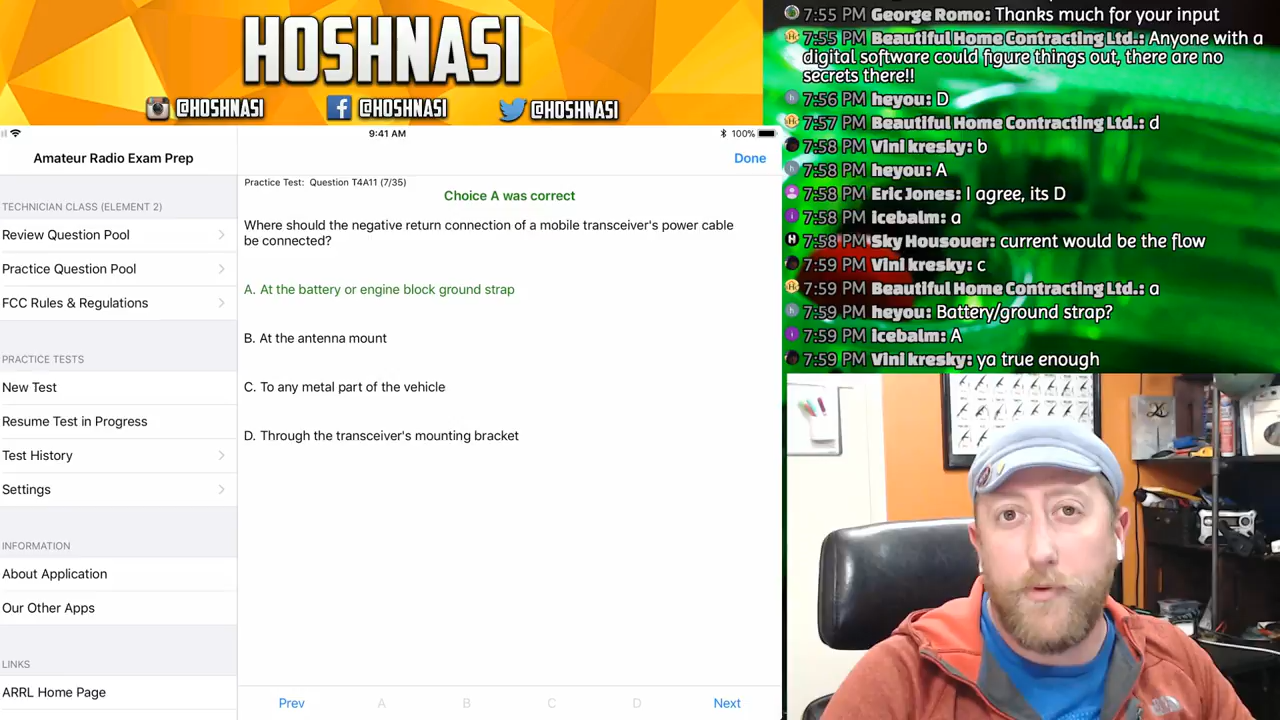 HOSHNASI
@HOSHNASI @HOSHNASI @HOSHNASI
9:41 AM
100%
Amateur Radio Exam Prep
Done
TECHNICIAN CLASS (ELEMENT 2)
Review Question Pool
Practice Question Pool
FCC Rules & Regulations
PRACTICE TESTS
New Test
Resume Test in Progress
Test History
Settings
INFORMATION
About Application
Our Other Apps
LINKS
ARRL Home Page
Practice Test: Question T4A11 (7/35)
Choice A was correct
Where should the negative return connection of a mobile transceiver's power cable
be connected?
A. At the battery or engine block ground strap
B. At the antenna mount
C. To any metal part of the vehicle
D. Through the transceiver's mounting bracket
Prev A B C D Next
7:55 PM George Romo: Thanks much for your input
7:55 PM Beautiful Home Contracting Ltd.: Anyone with a
digital software could figure things out, there are no
secrets there!!
7:56 PM heyou: D
7:57 PM Beautiful Home Contracting Ltd.: d
7:58 PM Vini kresky: b
7:58 PM heyou: A
7:58 PM Eric Jones: I agree, its D
7:58 PM icebalm: a
7:58 PM Sky Housouer: current would be the flow
7:59 PM Vini kresky: c
7:59 PM Beautiful Home Contracting Ltd.: a
7:59 PM heyou: Battery/ground strap?
7:59 PM icebalm: A
7:59 PM Vini kresky: ya true enough